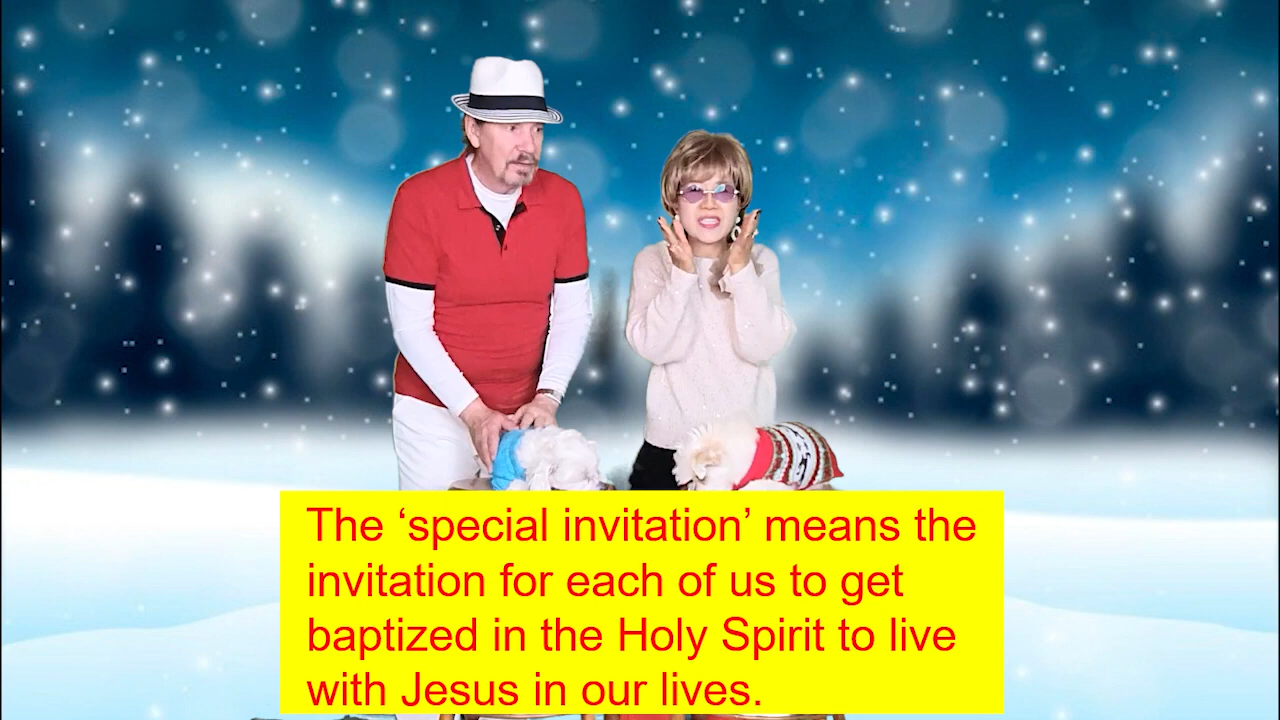 The ‘special invitation’ means the
invitation for each of us to get
baptized in the Holy Spirit to live
with Jesus in our lives.